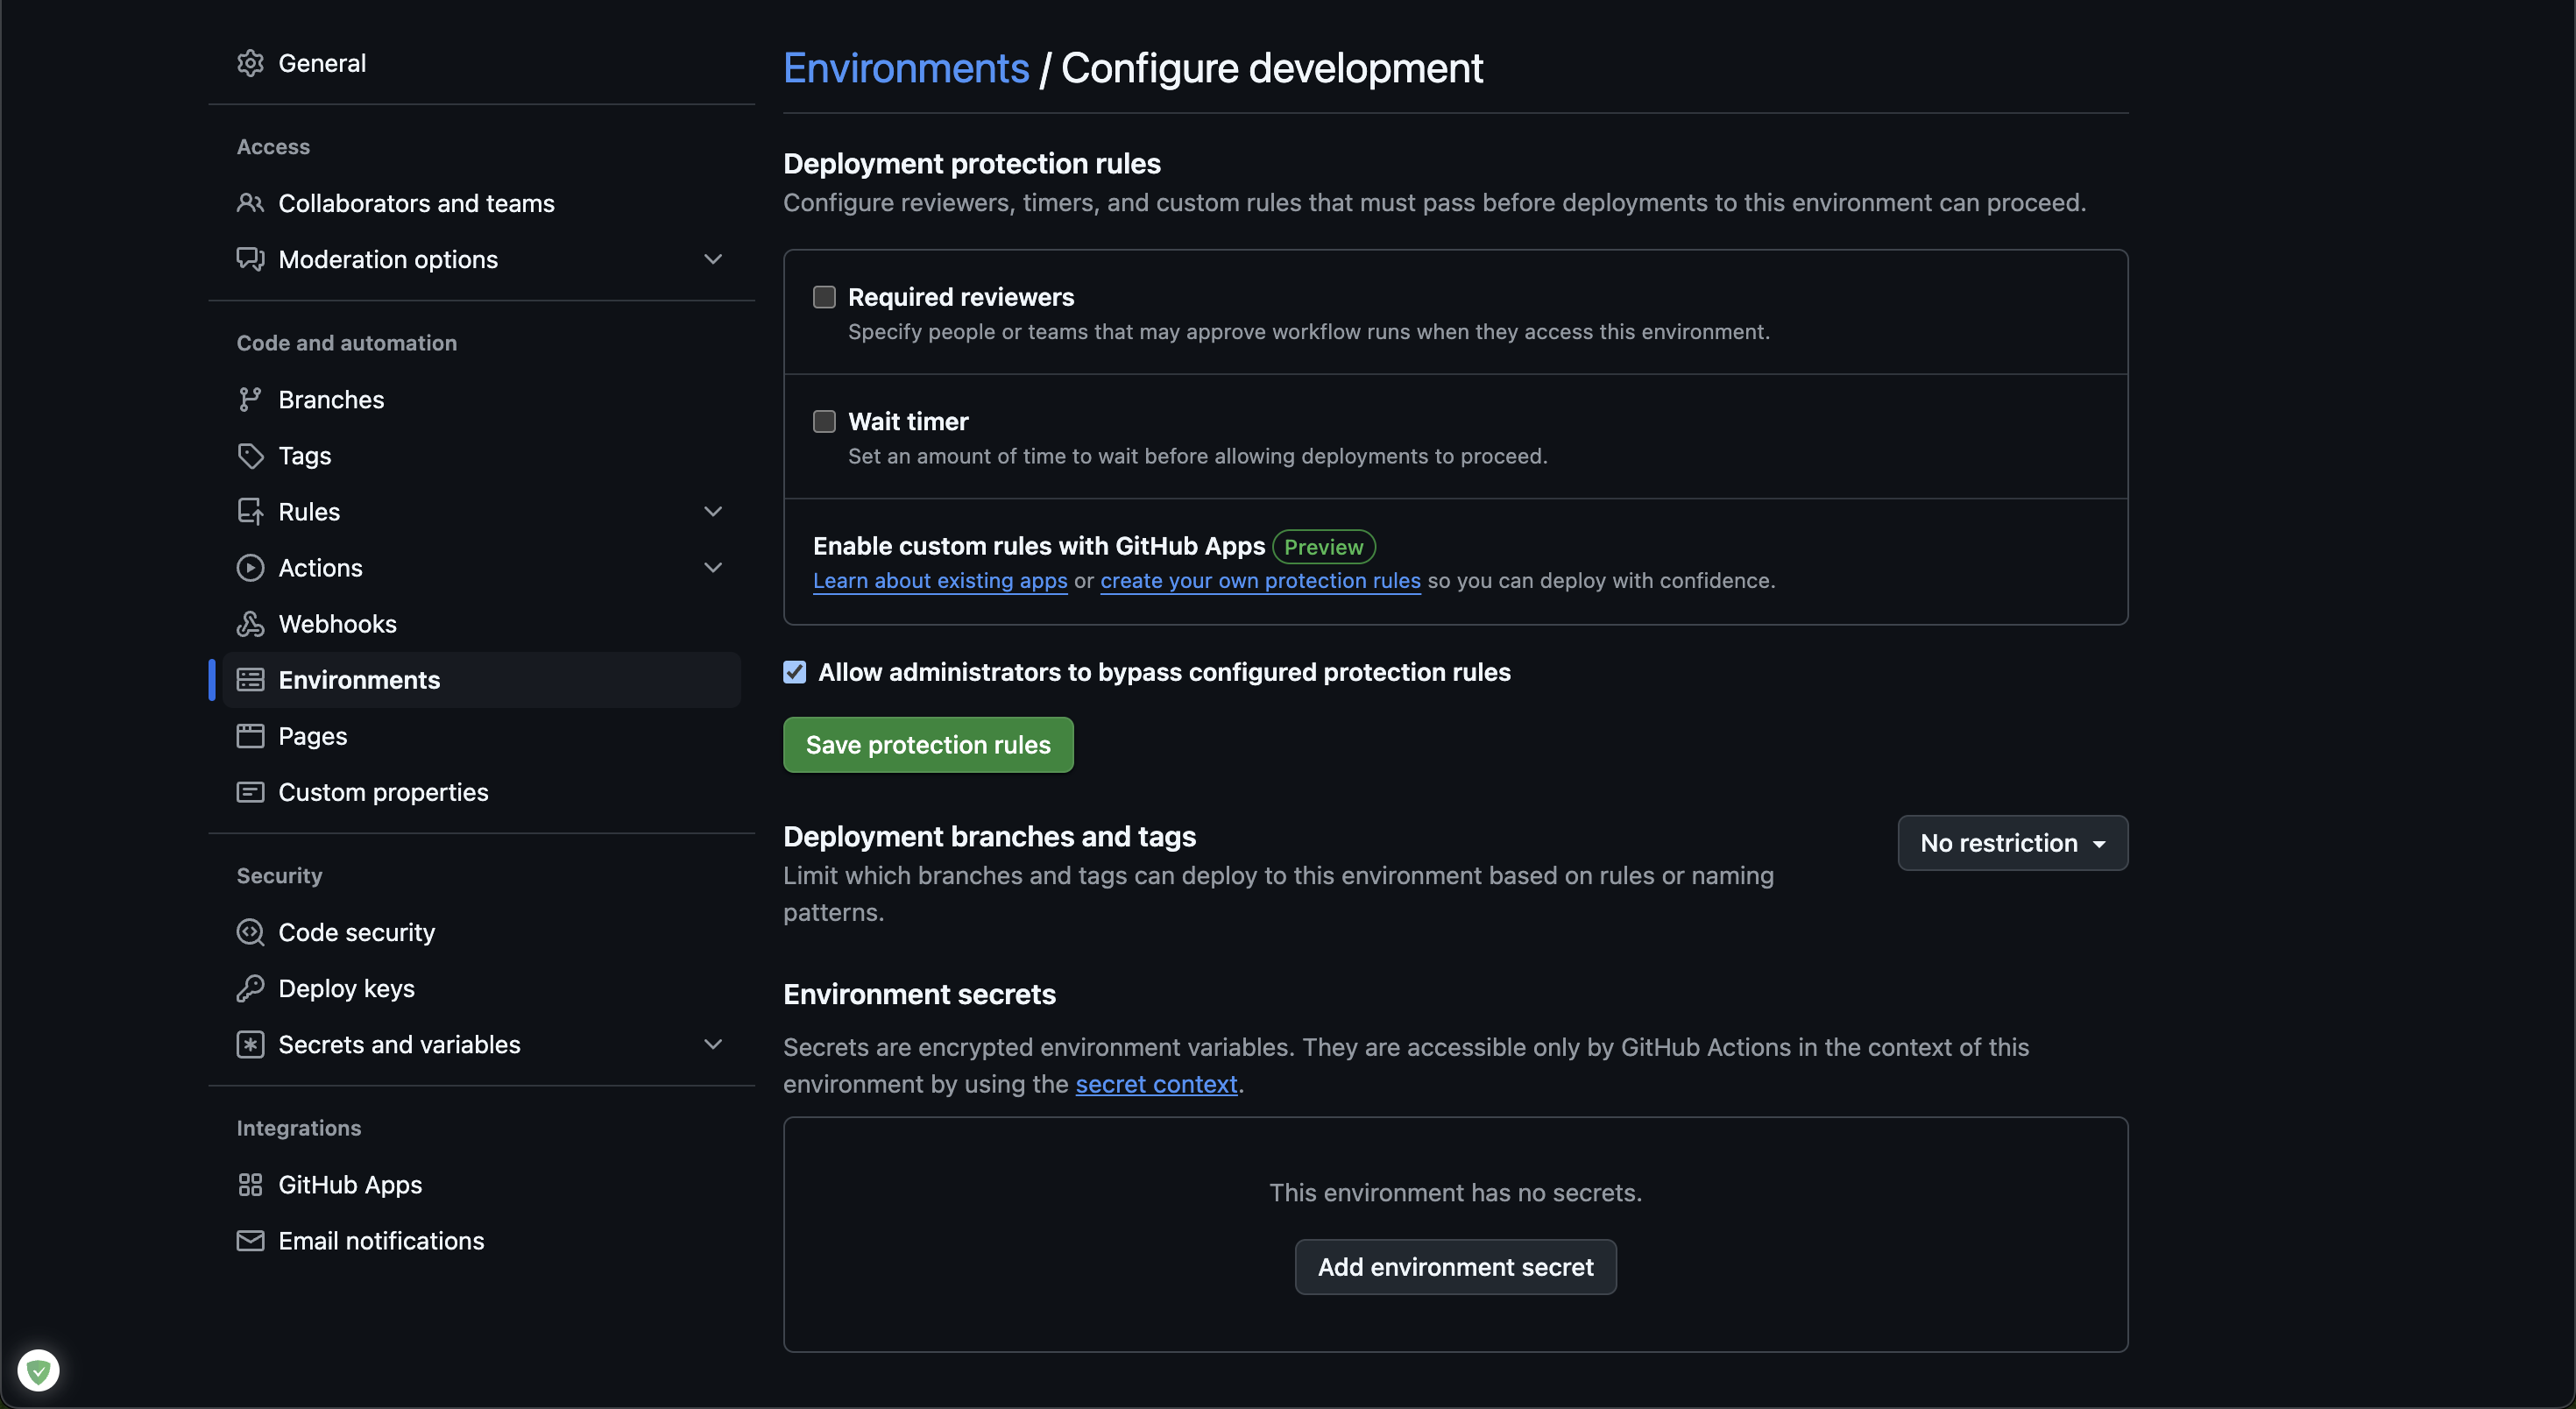 General
Access
Collaborators and teams
Moderation options
Code and automation
Branches
Tags
Rules
Actions
Webhooks
Environments
Pages
Custom properties
Security
Code security
Deploy keys
Secrets and variables
Integrations
GitHub Apps
Email notifications
Environments / Configure development
Deployment protection rules
Configure reviewers, timers, and custom rules that must pass before deployments to this environment can proceed.
Required reviewers
Specify people or teams that may approve workflow runs when they access this environment.
Wait timer
Set an amount of time to wait before allowing deployments to proceed.
Enable custom rules with GitHub Apps Preview
Learn about existing apps or create your own protection rules so you can deploy with confidence.
Allow administrators to bypass configured protection rules
Save protection rules
Deployment branches and tags
No restriction
Limit which branches and tags can deploy to this environment based on rules or naming
patterns.
Environment secrets
Secrets are encrypted environment variables. They are accessible only by GitHub Actions in the context of this
environment by using the secret context.
This environment has no secrets.
Add environment secret